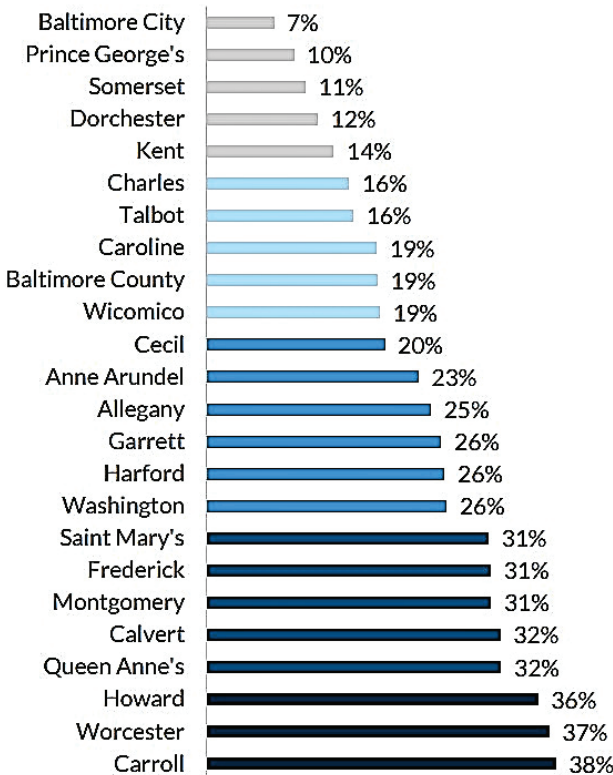 Baltimore City 7%
Prince George's 10%
Somerset 11%
Dorchester 12%
Kent 14%
Charles 16%
Talbot 16%
Caroline 19%
Baltimore County 19%
Wicomico 19%
Cecil 20%
Anne Arundel 23%
Allegany 25%
Garrett 26%
Harford 26%
Washington 26%
Saint Mary's 31%
Frederick 31%
Montgomery 31%
Calvert 32%
Queen Anne's 32%
Howard 36%
Worcester 37%
Carroll 38%